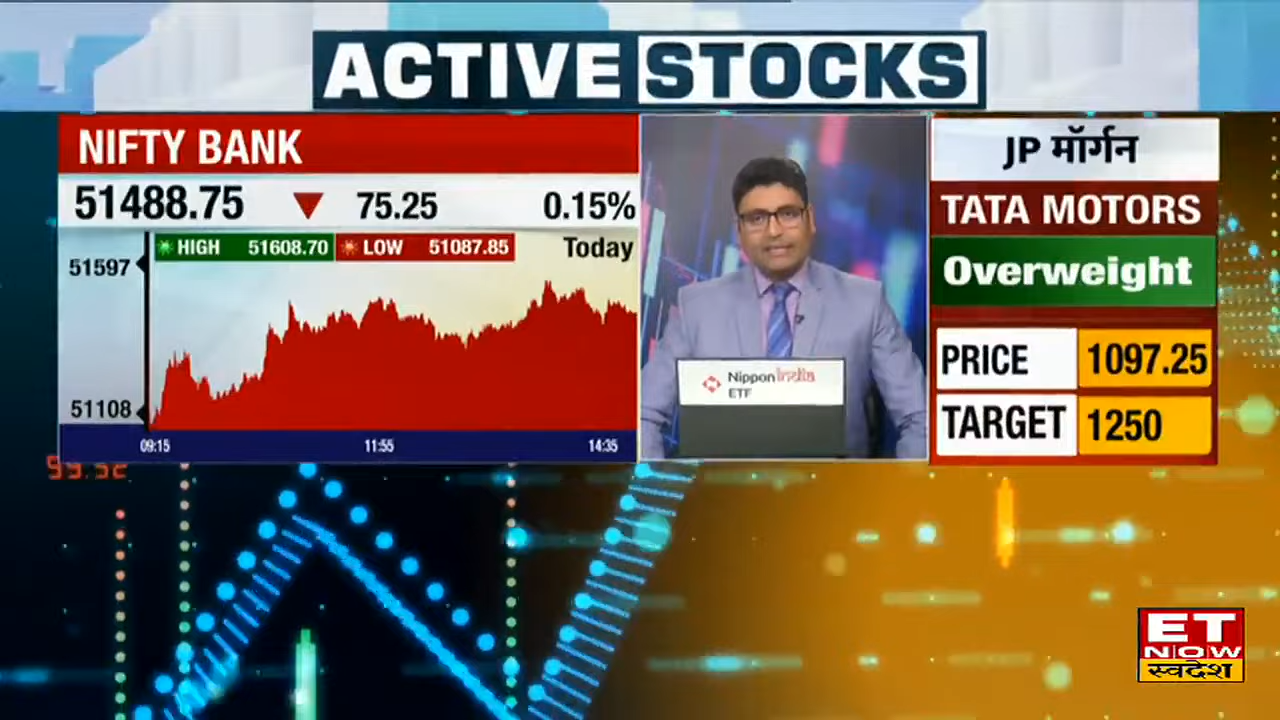 ACTIVE STOCKS
NIFTY BANK
51488.75 ▼ 75.25 0.15%
HIGH 51608.70 LOW 51087.85 Today
51597
51108
09:15 11:55 14:35
Nippon india
ETF
JP मॉर्गन
TATA MOTORS
Overweight
PRICE 1097.25
TARGET 1250
99.52
ET
NOW
स्वदेश